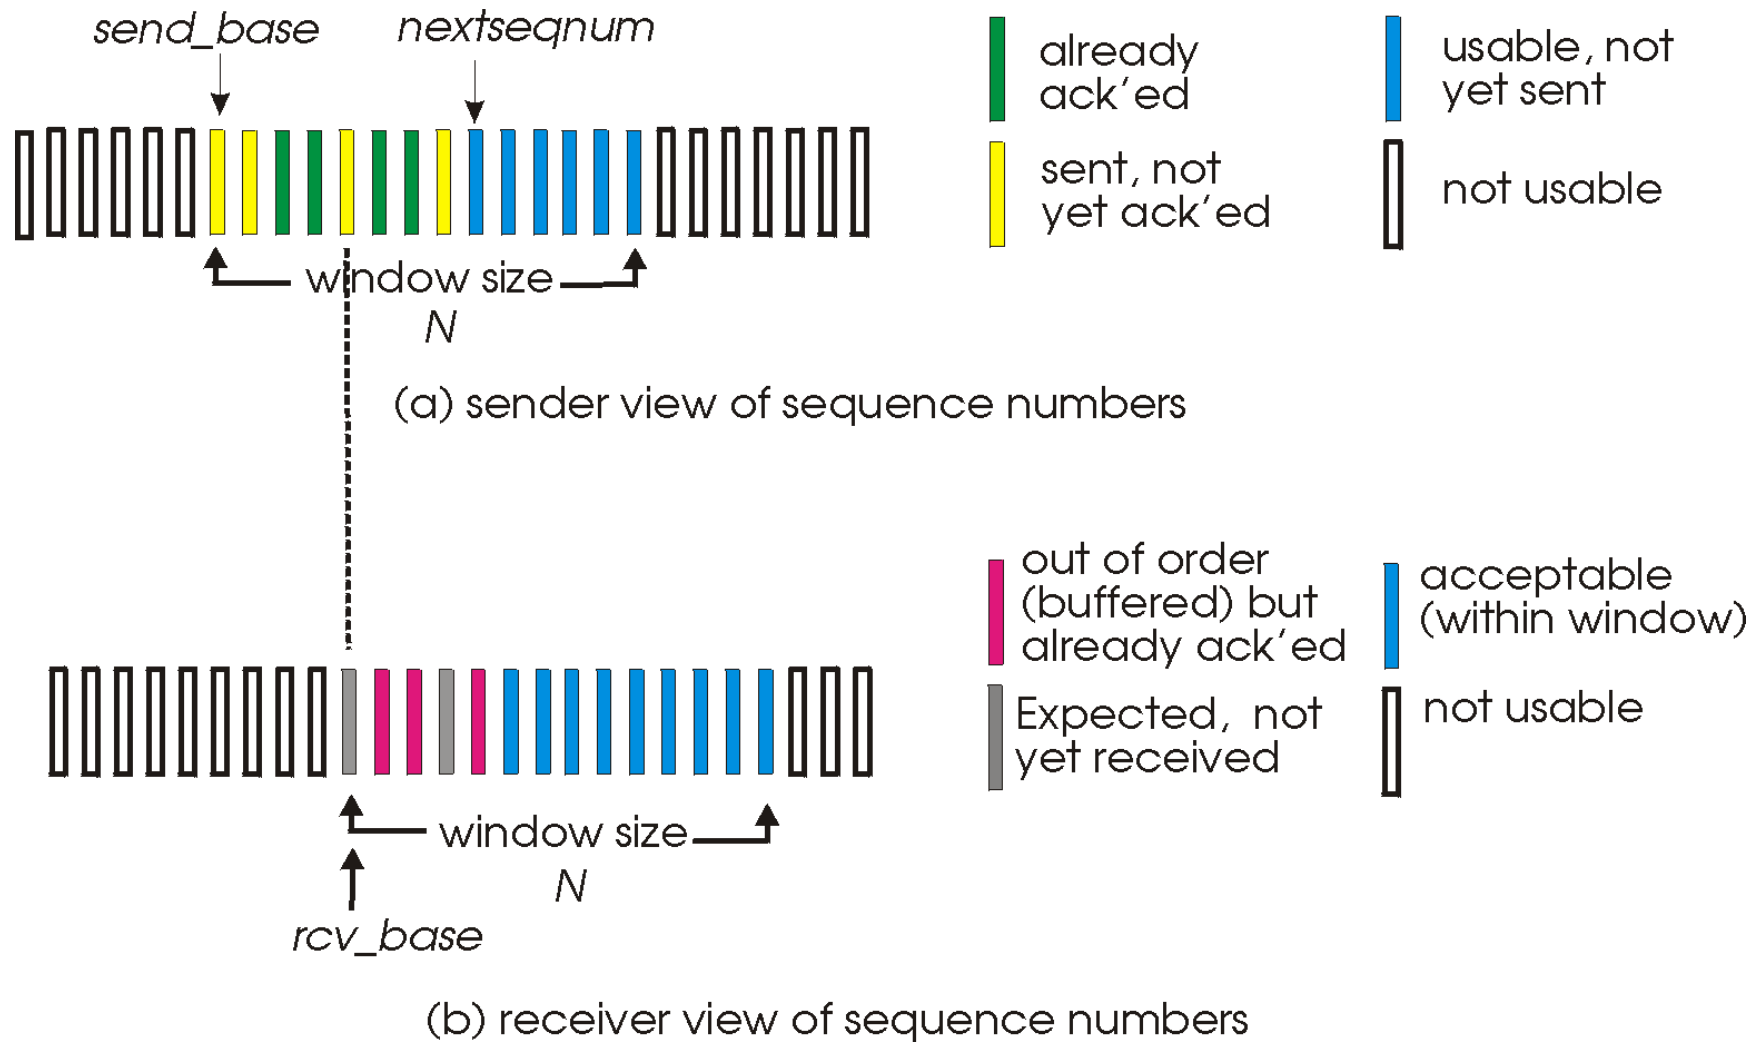 send_base
nextseqnum
already
ack'ed
usable, not
yet sent
sent, not
yet ack'ed
not usable
window size
N
(a) sender view of sequence numbers
out of order
(buffered) but
already ack'ed
acceptable
(within window)
Expected, not
yet received
not usable
window size
N
rcv_base
(b) receiver view of sequence numbers